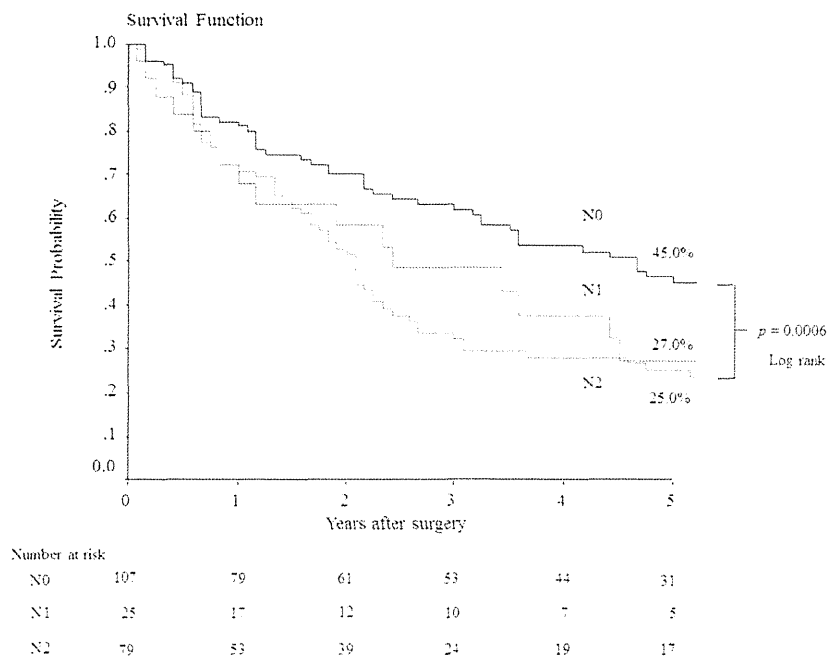 Survival Function
1.0
.9
.8
.7
.6
.5
.4
.3
.2
.1
0.0
Survival Probability
N0
45.0%
N1
27.0%
N2
25.0%
p = 0.0006
Log rank
0 1 2 3 4 5
Years after surgery
Number at risk
N0 107 79 61 53 44 31
N1 25 17 12 10 7 5
N2 79 53 39 24 19 17